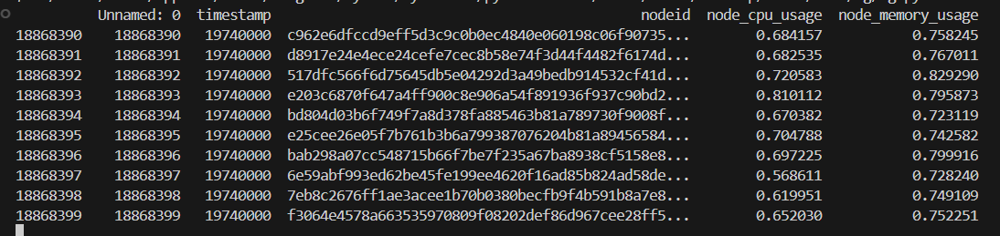 Unnamed: 0 timestamp nodeid node_cpu_usage node_memory_usage
18868390 18868390 19740000 c962e6dfccd9eff5d3c9c0b0ec4840e060198c06f90735... 0.684157 0.758245
18868391 18868391 19740000 d8917e24e4ece24cefe7cec8b58e74f3d44f4482f6174d... 0.682535 0.767011
18868392 18868392 19740000 517dfc566f6d75645db5e04292d3a49bedb914532cf41d... 0.720583 0.829290
18868393 18868393 19740000 e203c6870f647a4ff900c8e906a54f891936f937c90bd2... 0.810112 0.795873
18868394 18868394 19740000 bd804d03b6f749f7a8d378fa885463b81a789730f9008f... 0.670382 0.723119
18868395 18868395 19740000 e25cee26e05f7b761b3b6a799387076204b81a89456584... 0.704788 0.742582
18868396 18868396 19740000 bab298a07cc548715b66f7be7f235a67ba8938cf5158e8... 0.697225 0.799916
18868397 18868397 19740000 6e59abf993ed62be45fe199ee4620f16ad85b824ad58de... 0.568611 0.728240
18868398 18868398 19740000 7eb8c2676ff1ae3acee1b70b0380becfb9f4b591b8a7e8... 0.619951 0.749109
18868399 18868399 19740000 f3064e4578a663535970809f08202def86d967cee28ff5... 0.652030 0.752251